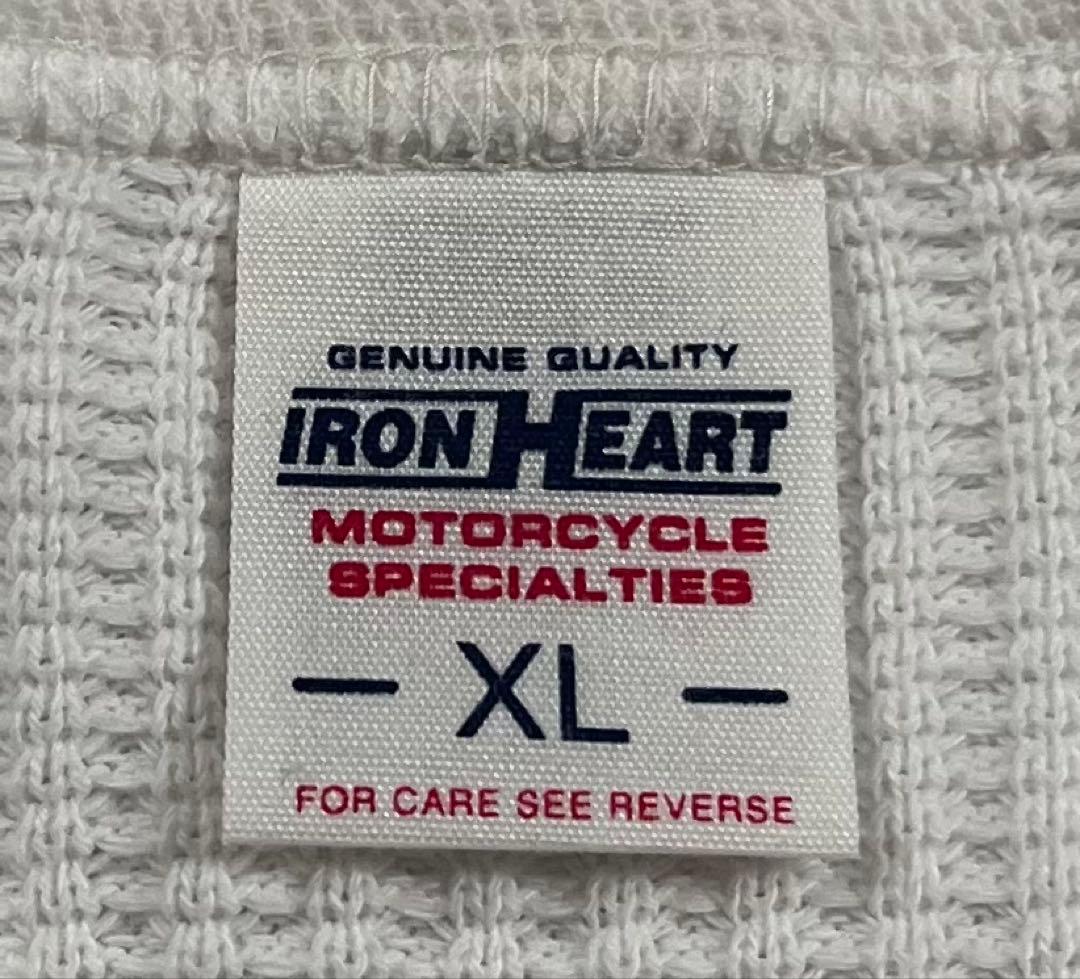 GENUINE QUALITY
IRON HEART
MOTORCYCLE
SPECIALTIES
— XL —
FOR CARE SEE REVERSE